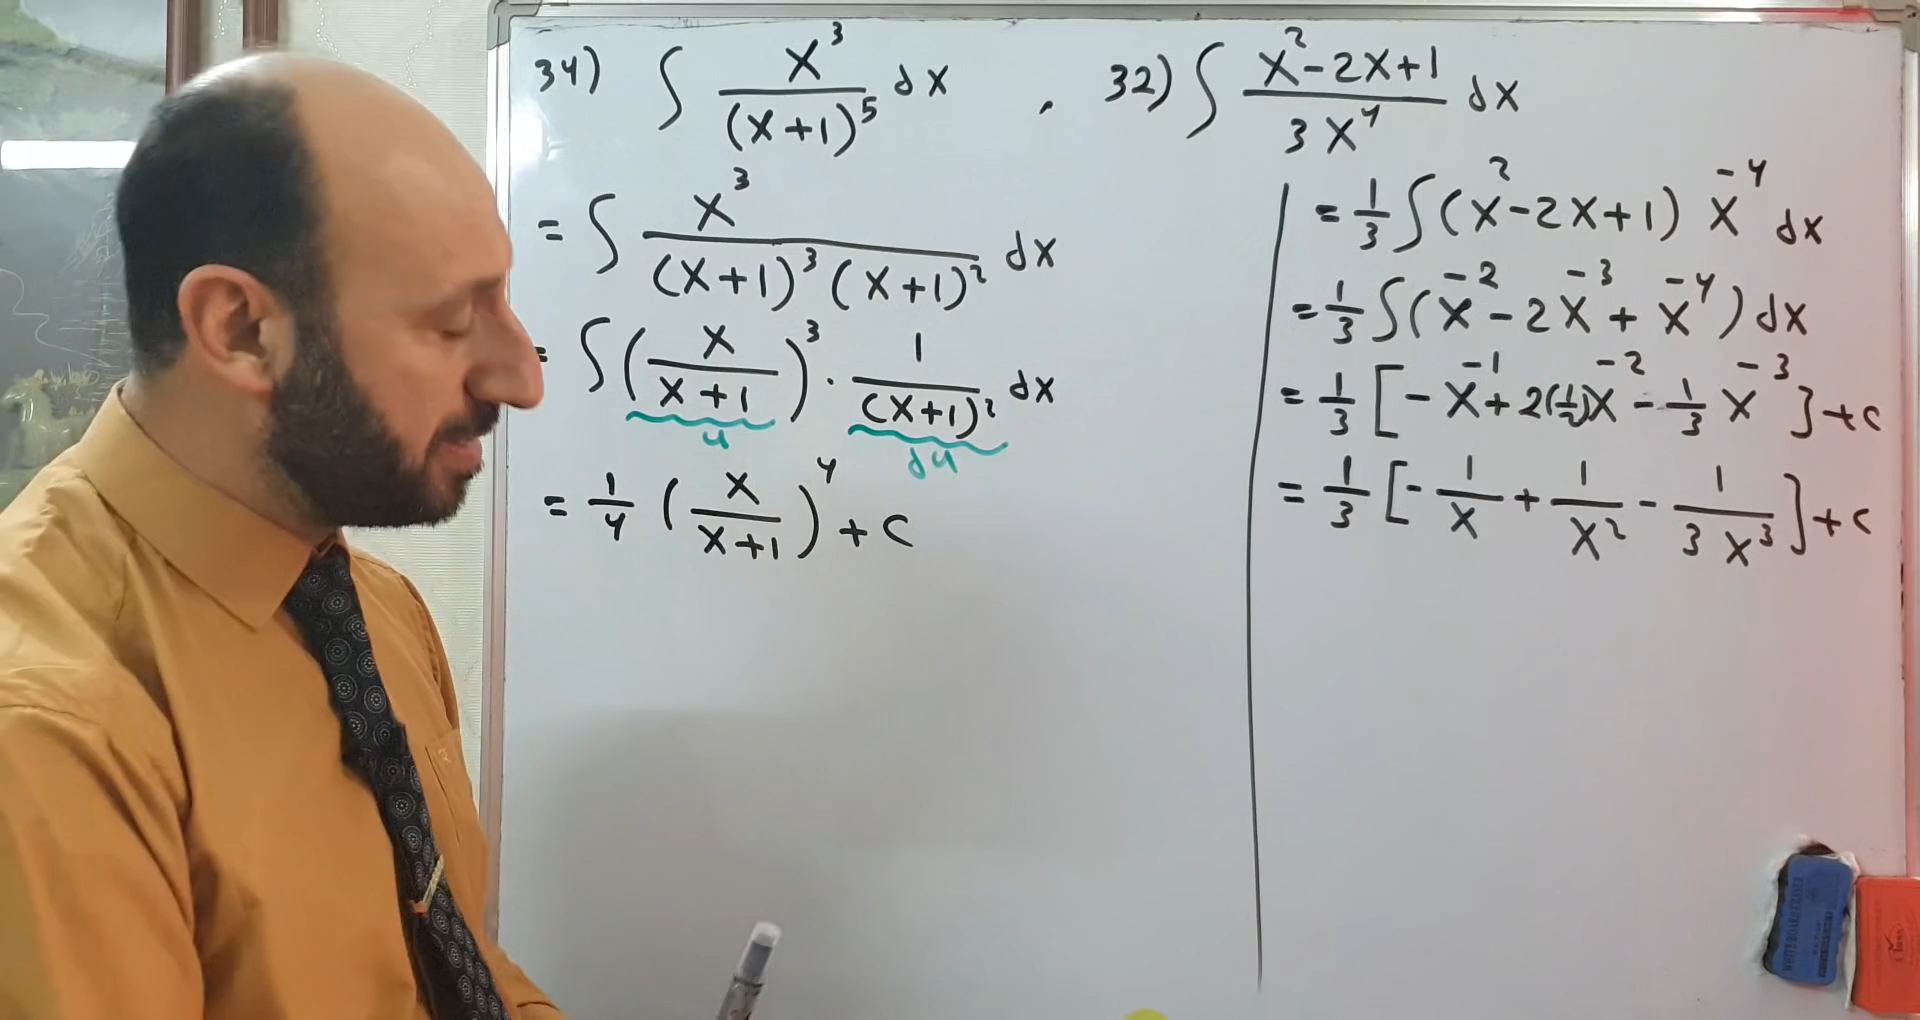 34) ∫ x³/(x+1)⁵ dx ,
= ∫ x³/((x+1)³(x+1)²) dx
= ∫ (x/(x+1))³ · 1/(x+1)² dx
u du
= 1/4 (x/(x+1))⁴ + c
32) ∫ (x²-2x+1)/(3x⁴) dx
= 1/3 ∫ (x²-2x+1) x⁻⁴ dx
= 1/3 ∫ (x⁻²-2x⁻³+x⁻⁴) dx
= 1/3 [-x⁻¹+2(1/2)x⁻²-1/3 x⁻³] + c
= 1/3 [-1/x + 1/x² - 1/(3x³)] + c